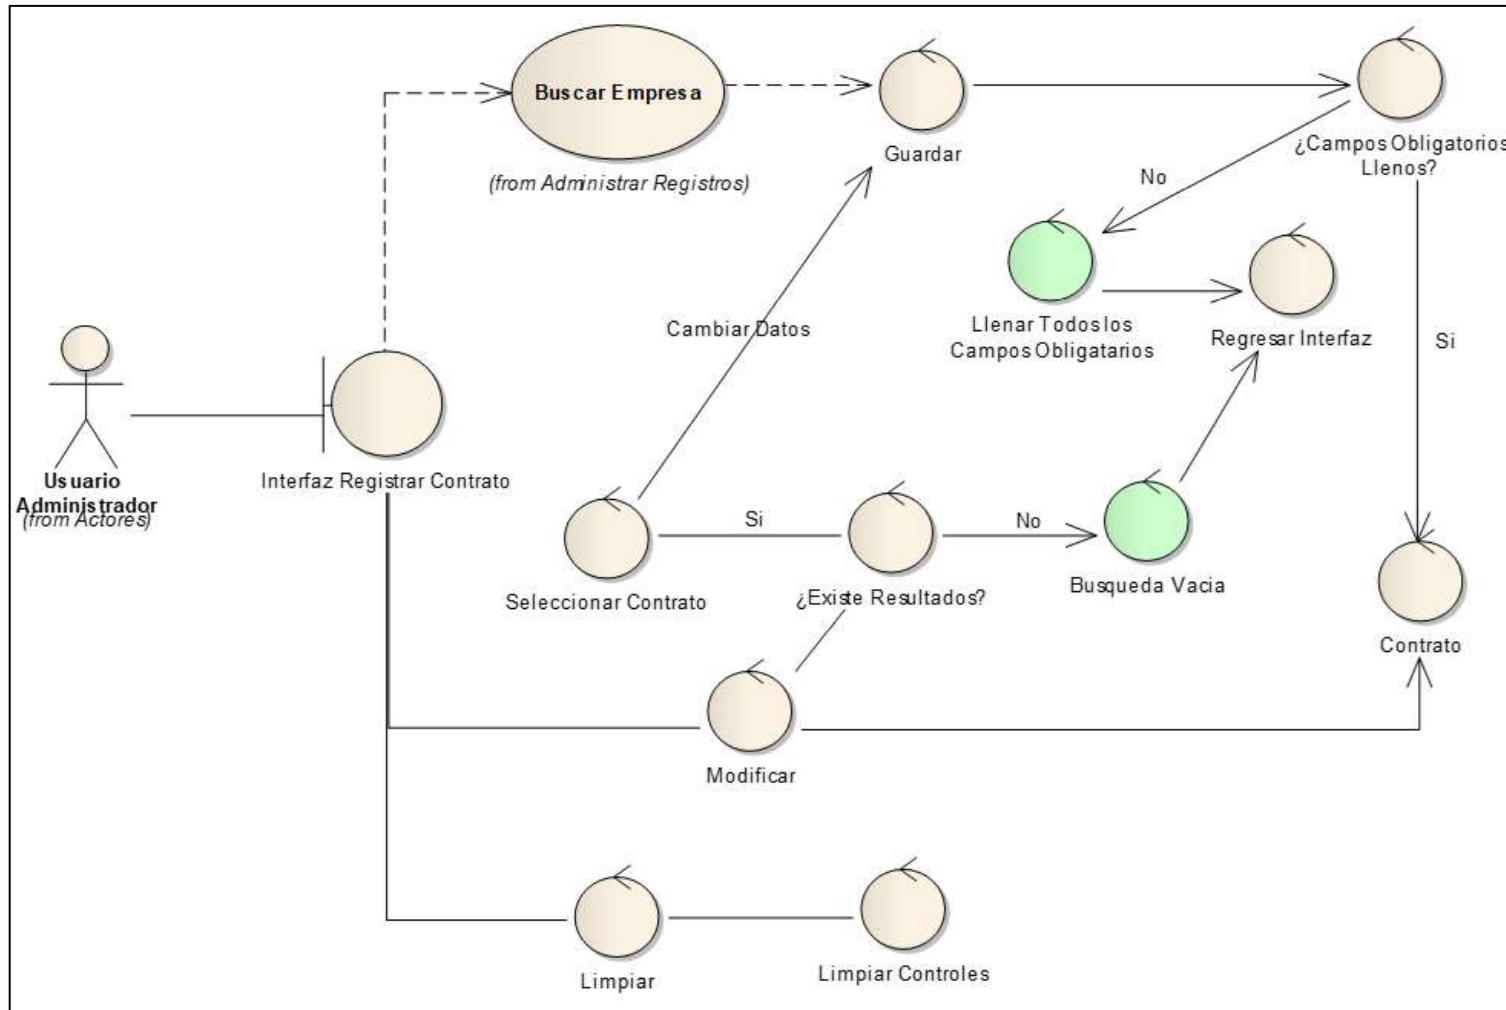 Buscar Empresa
(from Administrar Registros)
Guardar
¿Campos Obligatorios
Llenos?
No
Llenar Todos los
Campos Obligatarios
Regresar Interfaz
Si
Cambiar Datos
Usuario
Administrador
(from Actores)
Interfaz Registrar Contrato
Seleccionar Contrato
Si
¿Existe Resultados?
No
Busqueda Vacia
Contrato
Modificar
Limpiar
Limpiar Controles